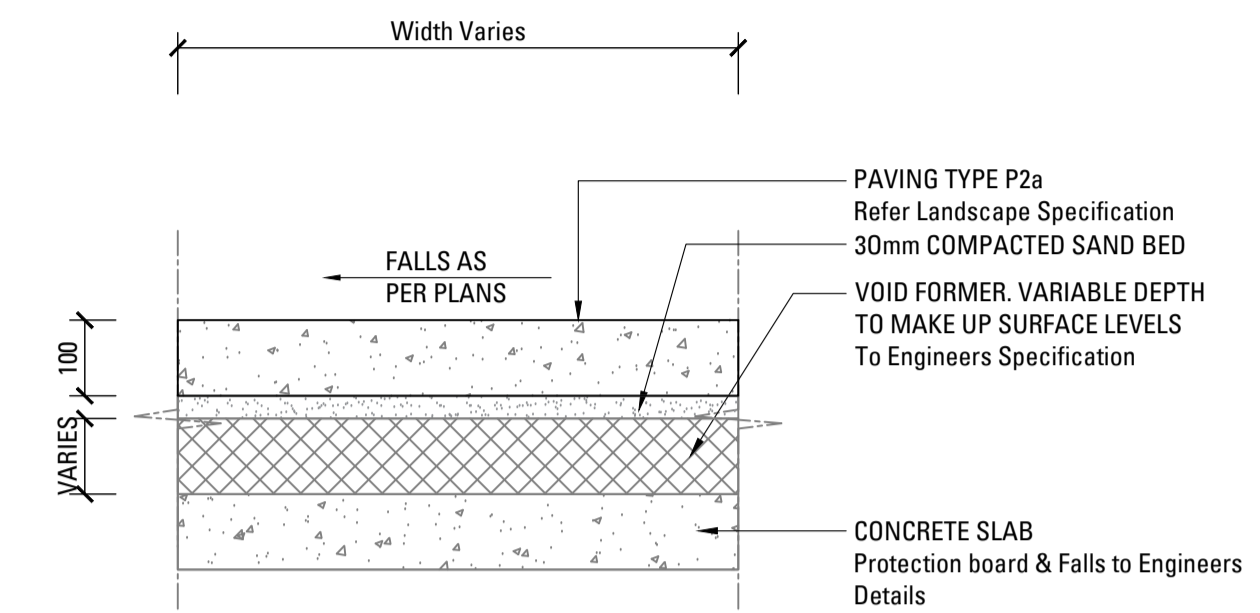 Width Varies
PAVING TYPE P2a
Refer Landscape Specification
30mm COMPACTED SAND BED
FALLS AS
PER PLANS
VOID FORMER. VARIABLE DEPTH
TO MAKE UP SURFACE LEVELS
To Engineers Specification
100
VARIES
CONCRETE SLAB
Protection board & Falls to Engineers
Details